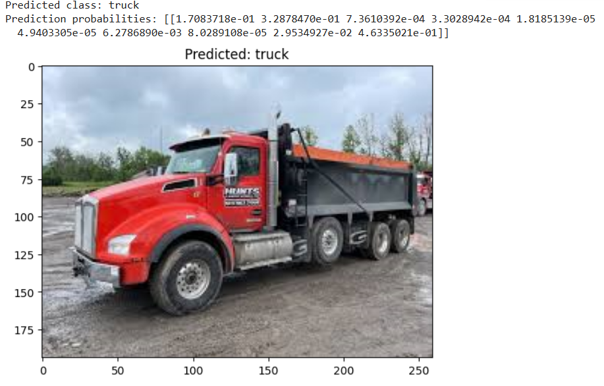 Predicted class: truck
Prediction probabilities: [[1.7083718e-01 3.2878470e-01 7.3610392e-04 3.3028942e-04 1.8185139e-05
4.9403305e-05 6.2786890e-03 8.0289108e-05 2.9534927e-02 4.6335021e-01]]
Predicted: truck
0
25
50
75
HUNTS
100
125
150
175
0 50 100 150 200 250